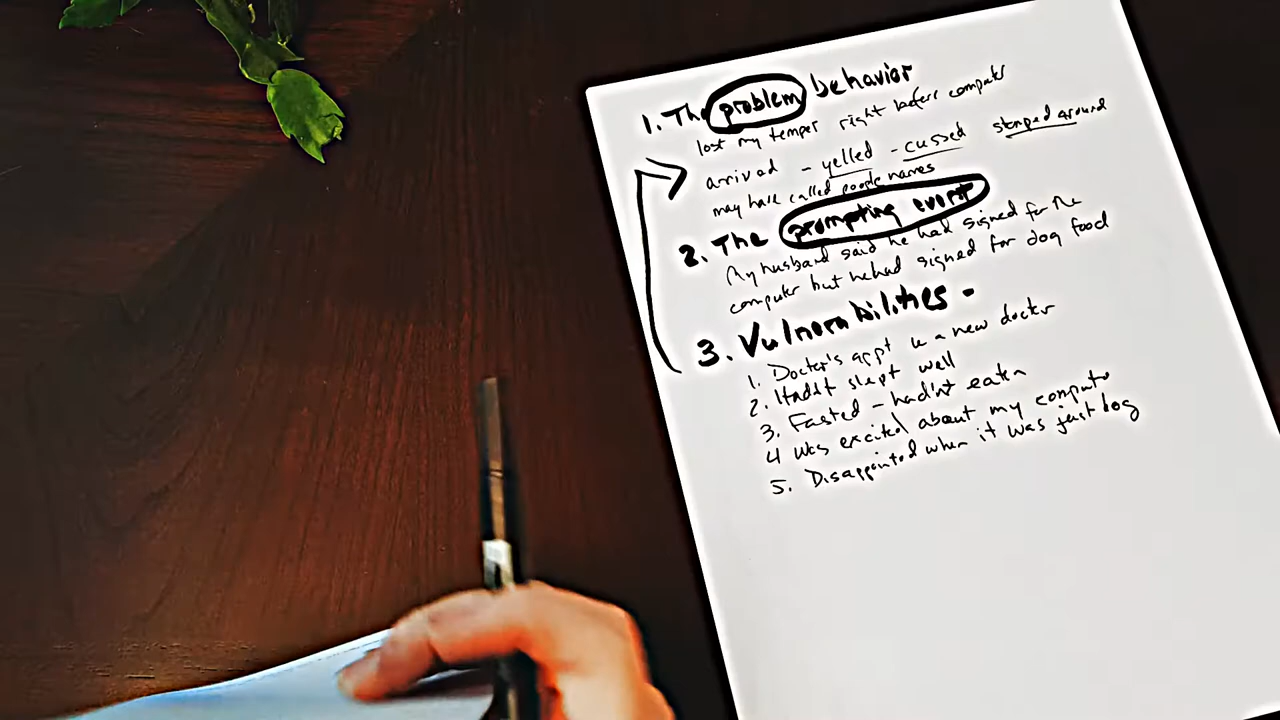 1. The problem behavior
lost my temper right before computer
arrived - yelled - cussed stomped around
may have called people names
2. The prompting event
My husband said he had signed for the
computer but he had signed for dog food
3. Vulnerabilities -
1. Doctor's appt w a new doctor
2. Hadn't slept well
3. Fasted - had'nt eaten
4 Was excited about my computer
5. Disappointed when it was just dog